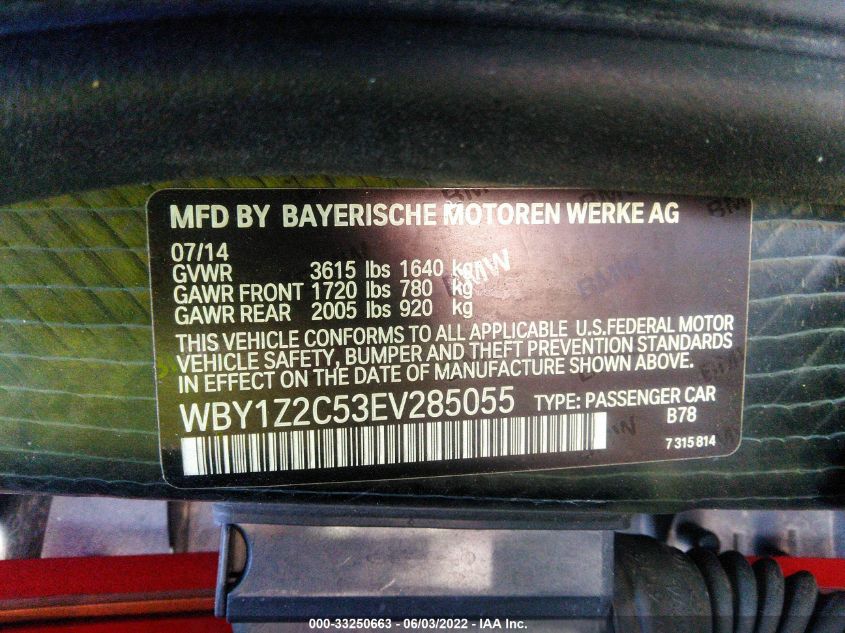 MFD BY BAYERISCHE MOTOREN WERKE AG
07/14
GVWR 3615 lbs 1640 kg
GAWR FRONT 1720 lbs 780 kg
GAWR REAR 2005 lbs 920 kg
THIS VEHICLE CONFORMS TO ALL APPLICABLE U.S.FEDERAL MOTOR
VEHICLE SAFETY, BUMPER AND THEFT PREVENTION STANDARDS
IN EFFECT ON THE DATE OF MANUFACTURE SHOWN ABOVE.
WBY1Z2C53EV285055 TYPE: PASSENGER CAR
B78
7 315 814
BMW
000-33250663 - 06/03/2022 - IAA Inc.